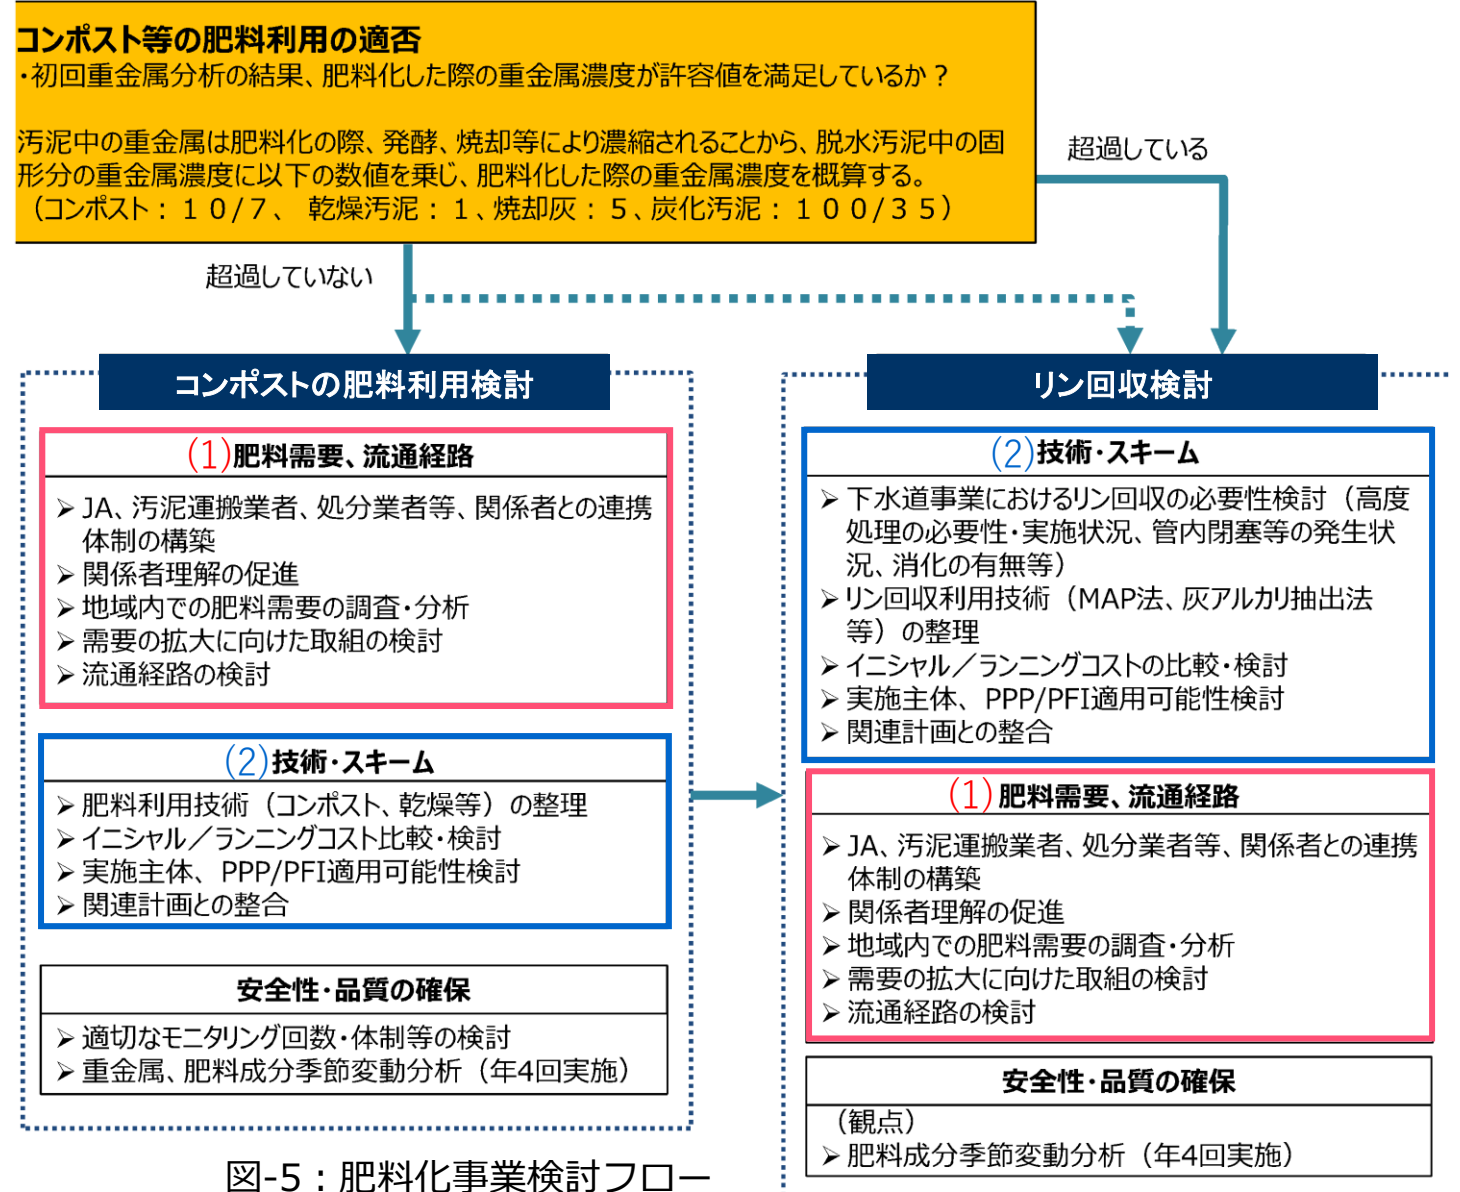 コンポスト等の肥料利用の適否
・初回重金属分析の結果、肥料化した際の重金属濃度が許容値を満足しているか？
汚泥中の重金属は肥料化の際、発酵、焼却等により濃縮されることから、脱水汚泥中の固
形分の重金属濃度に以下の数値を乗じ、肥料化した際の重金属濃度を概算する。
（コンポスト：１０/７、 乾燥汚泥：１、焼却灰：５、炭化汚泥：１００/３５）
超過している
超過していない
コンポストの肥料利用検討
(1)肥料需要、流通経路
➢ JA、汚泥運搬業者、処分業者等、関係者との連携
体制の構築
➢ 関係者理解の促進
➢ 地域内での肥料需要の調査・分析
➢ 需要の拡大に向けた取組の検討
➢ 流通経路の検討
(2)技術・スキーム
➢ 肥料利用技術（コンポスト、乾燥等）の整理
➢ イニシャル／ランニングコスト比較・検討
➢ 実施主体、PPP/PFI適用可能性検討
➢ 関連計画との整合
安全性・品質の確保
➢ 適切なモニタリング回数・体制等の検討
➢ 重金属、肥料成分季節変動分析（年4回実施）
リン回収検討
(2)技術・スキーム
➢ 下水道事業におけるリン回収の必要性検討（高度
処理の必要性・実施状況、管内閉塞等の発生状
況、消化の有無等）
➢ リン回収利用技術（MAP法、灰アルカリ抽出法
等）の整理
➢ イニシャル／ランニングコストの比較・検討
➢ 実施主体、PPP/PFI適用可能性検討
➢ 関連計画との整合
(1)肥料需要、流通経路
➢ JA、汚泥運搬業者、処分業者等、関係者との連携
体制の構築
➢ 関係者理解の促進
➢ 地域内での肥料需要の調査・分析
➢ 需要の拡大に向けた取組の検討
➢ 流通経路の検討
安全性・品質の確保
（観点）
➢ 肥料成分季節変動分析（年4回実施）
図-5：肥料化事業検討フロー